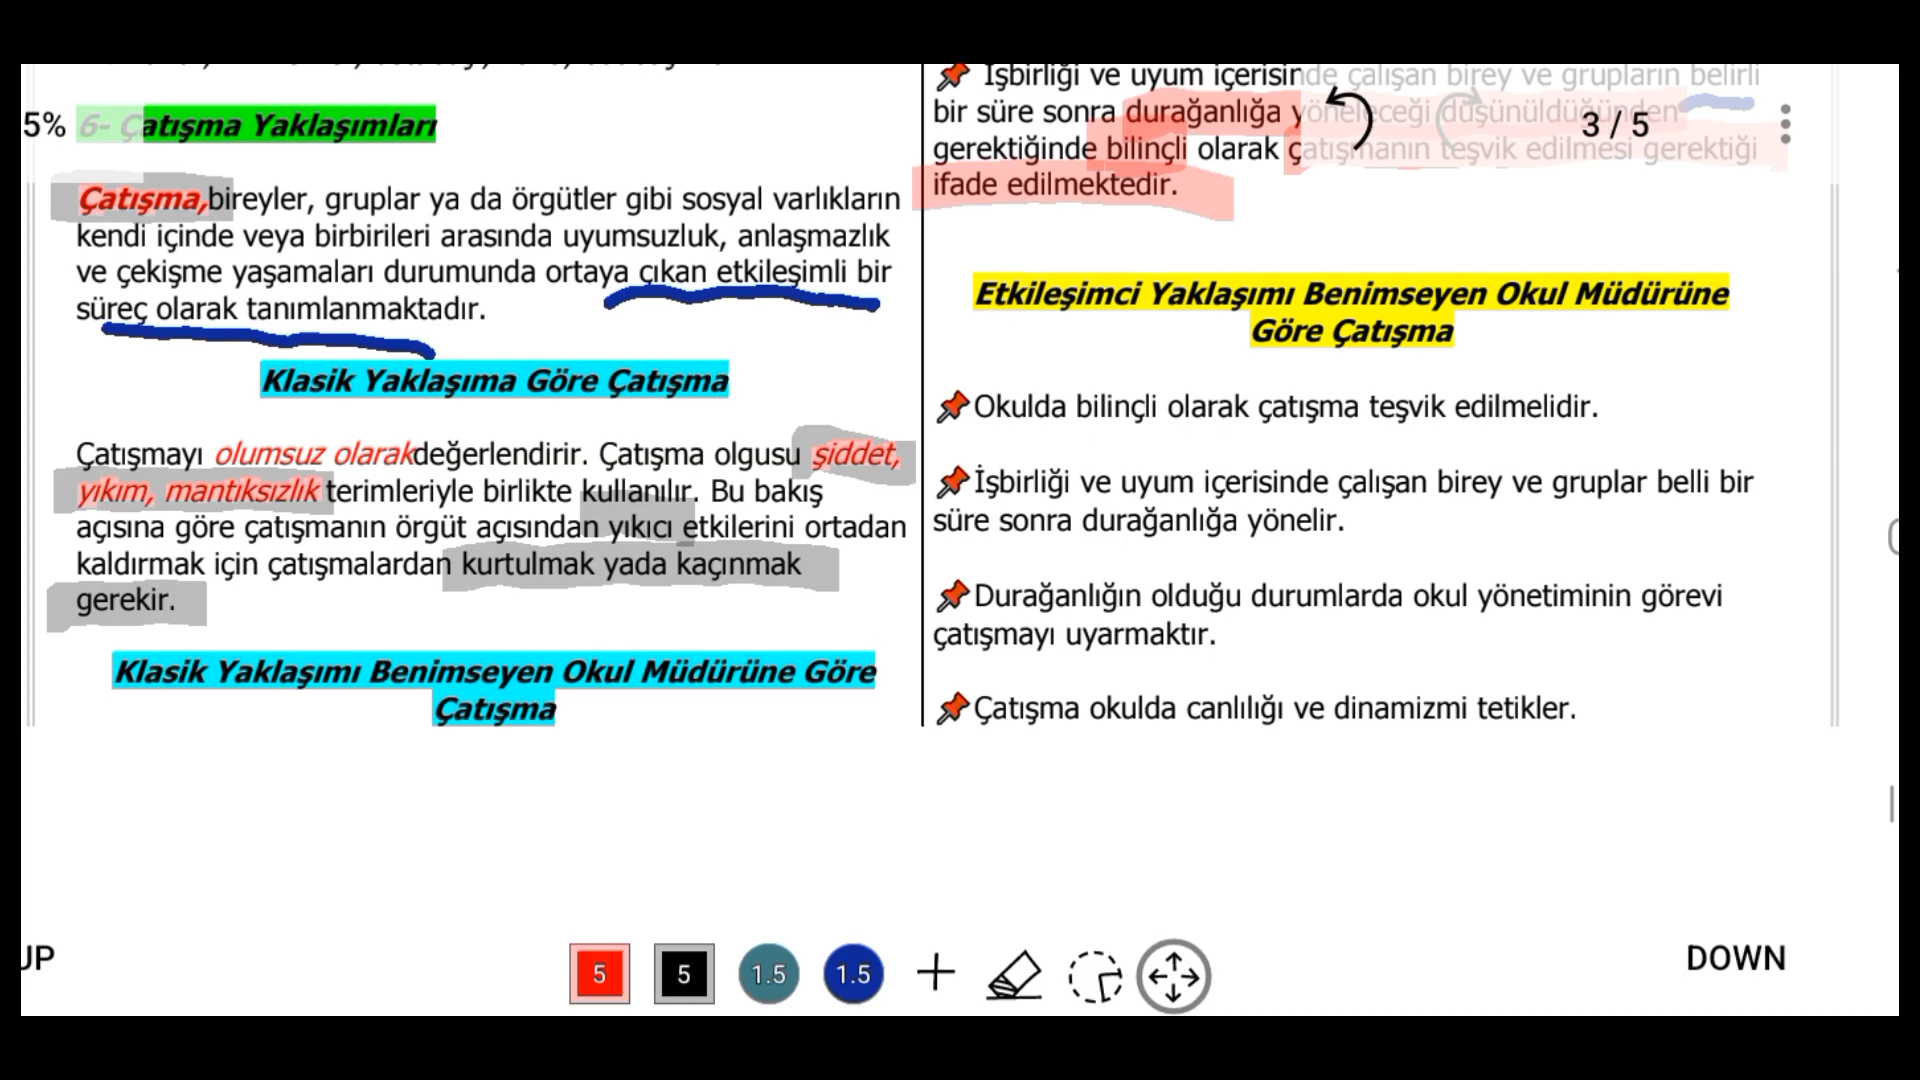 5%
6- Çatışma Yaklaşımları
Çatışma,bireyler, gruplar ya da örgütler gibi sosyal varlıkların
kendi içinde veya birbirileri arasında uyumsuzluk, anlaşmazlık
ve çekişme yaşamaları durumunda ortaya çıkan etkileşimli bir
süreç olarak tanımlanmaktadır.
Klasik Yaklaşıma Göre Çatışma
Çatışmayı olumsuz olarakdeğerlendirir. Çatışma olgusu şiddet,
yıkım, mantıksızlık terimleriyle birlikte kullanılır. Bu bakış
açısına göre çatışmanın örgüt açısından yıkıcı etkilerini ortadan
kaldırmak için çatışmalardan kurtulmak yada kaçınmak
gerekir.
Klasik Yaklaşımı Benimseyen Okul Müdürüne Göre
Çatışma
İşbirliği ve uyum içerisinde çalışan birey ve grupların belirli
bir süre sonra durağanlığa yöneleceği düşünüldüğünden
gerektiğinde bilinçli olarak çatışmanın teşvik edilmesi gerektiği
ifade edilmektedir.
3 / 5
Etkileşimci Yaklaşımı Benimseyen Okul Müdürüne
Göre Çatışma
Okulda bilinçli olarak çatışma teşvik edilmelidir.
İşbirliği ve uyum içerisinde çalışan birey ve gruplar belli bir
süre sonra durağanlığa yönelir.
Durağanlığın olduğu durumlarda okul yönetiminin görevi
çatışmayı uyarmaktır.
Çatışma okulda canlılığı ve dinamizmi tetikler.
UP
5
5
1.5
1.5
DOWN